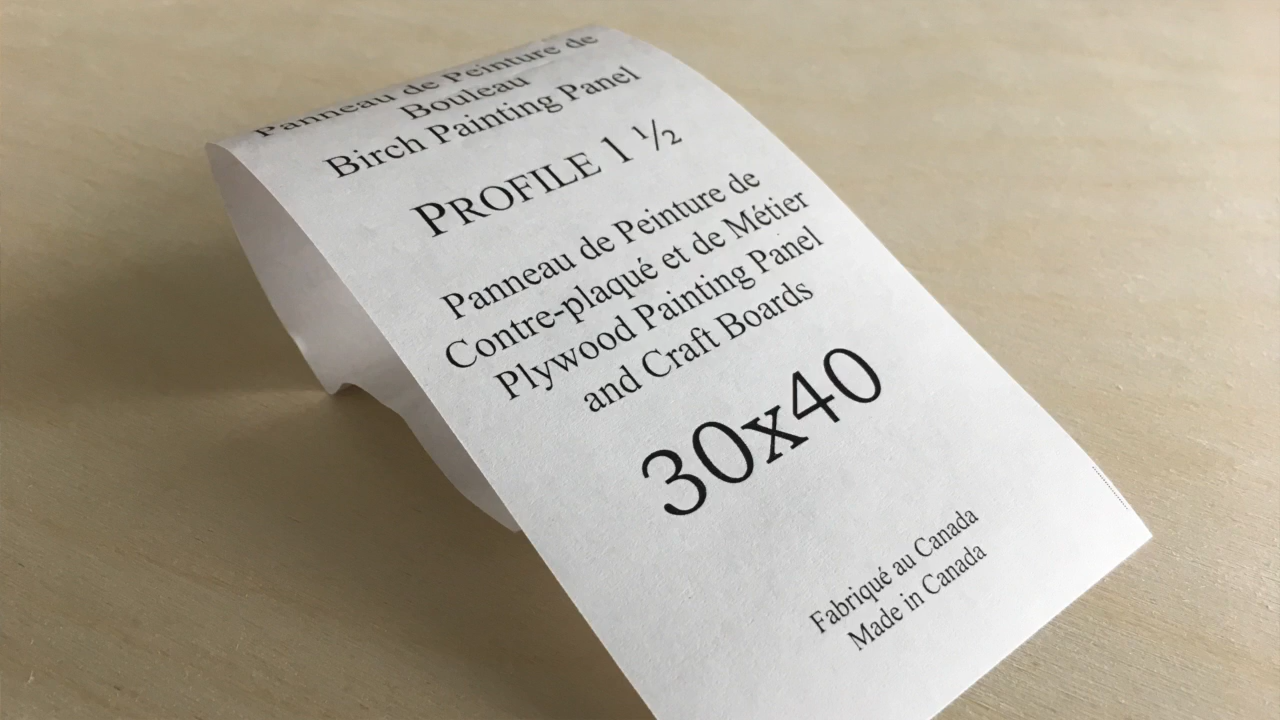 Panneau de Peinture de
Bouleau
Birch Painting Panel
PROFILE 1 ½
Panneau de Peinture de
Contre-plaqué et de Métier
Plywood Painting Panel
and Craft Boards
30x40
Fabriqué au Canada
Made in Canada